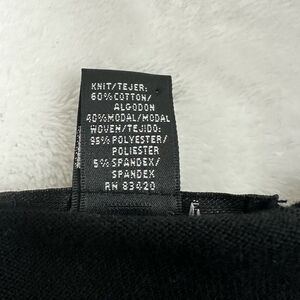 KNIT/TEJER:
60%COTTON/
ALGODON
40%MODAL/MODAL
WOVEN/TEJIDO:
95%POLYESTER/
POLIESTER
5%SPANDEX/
SPANDEX
RN 83420